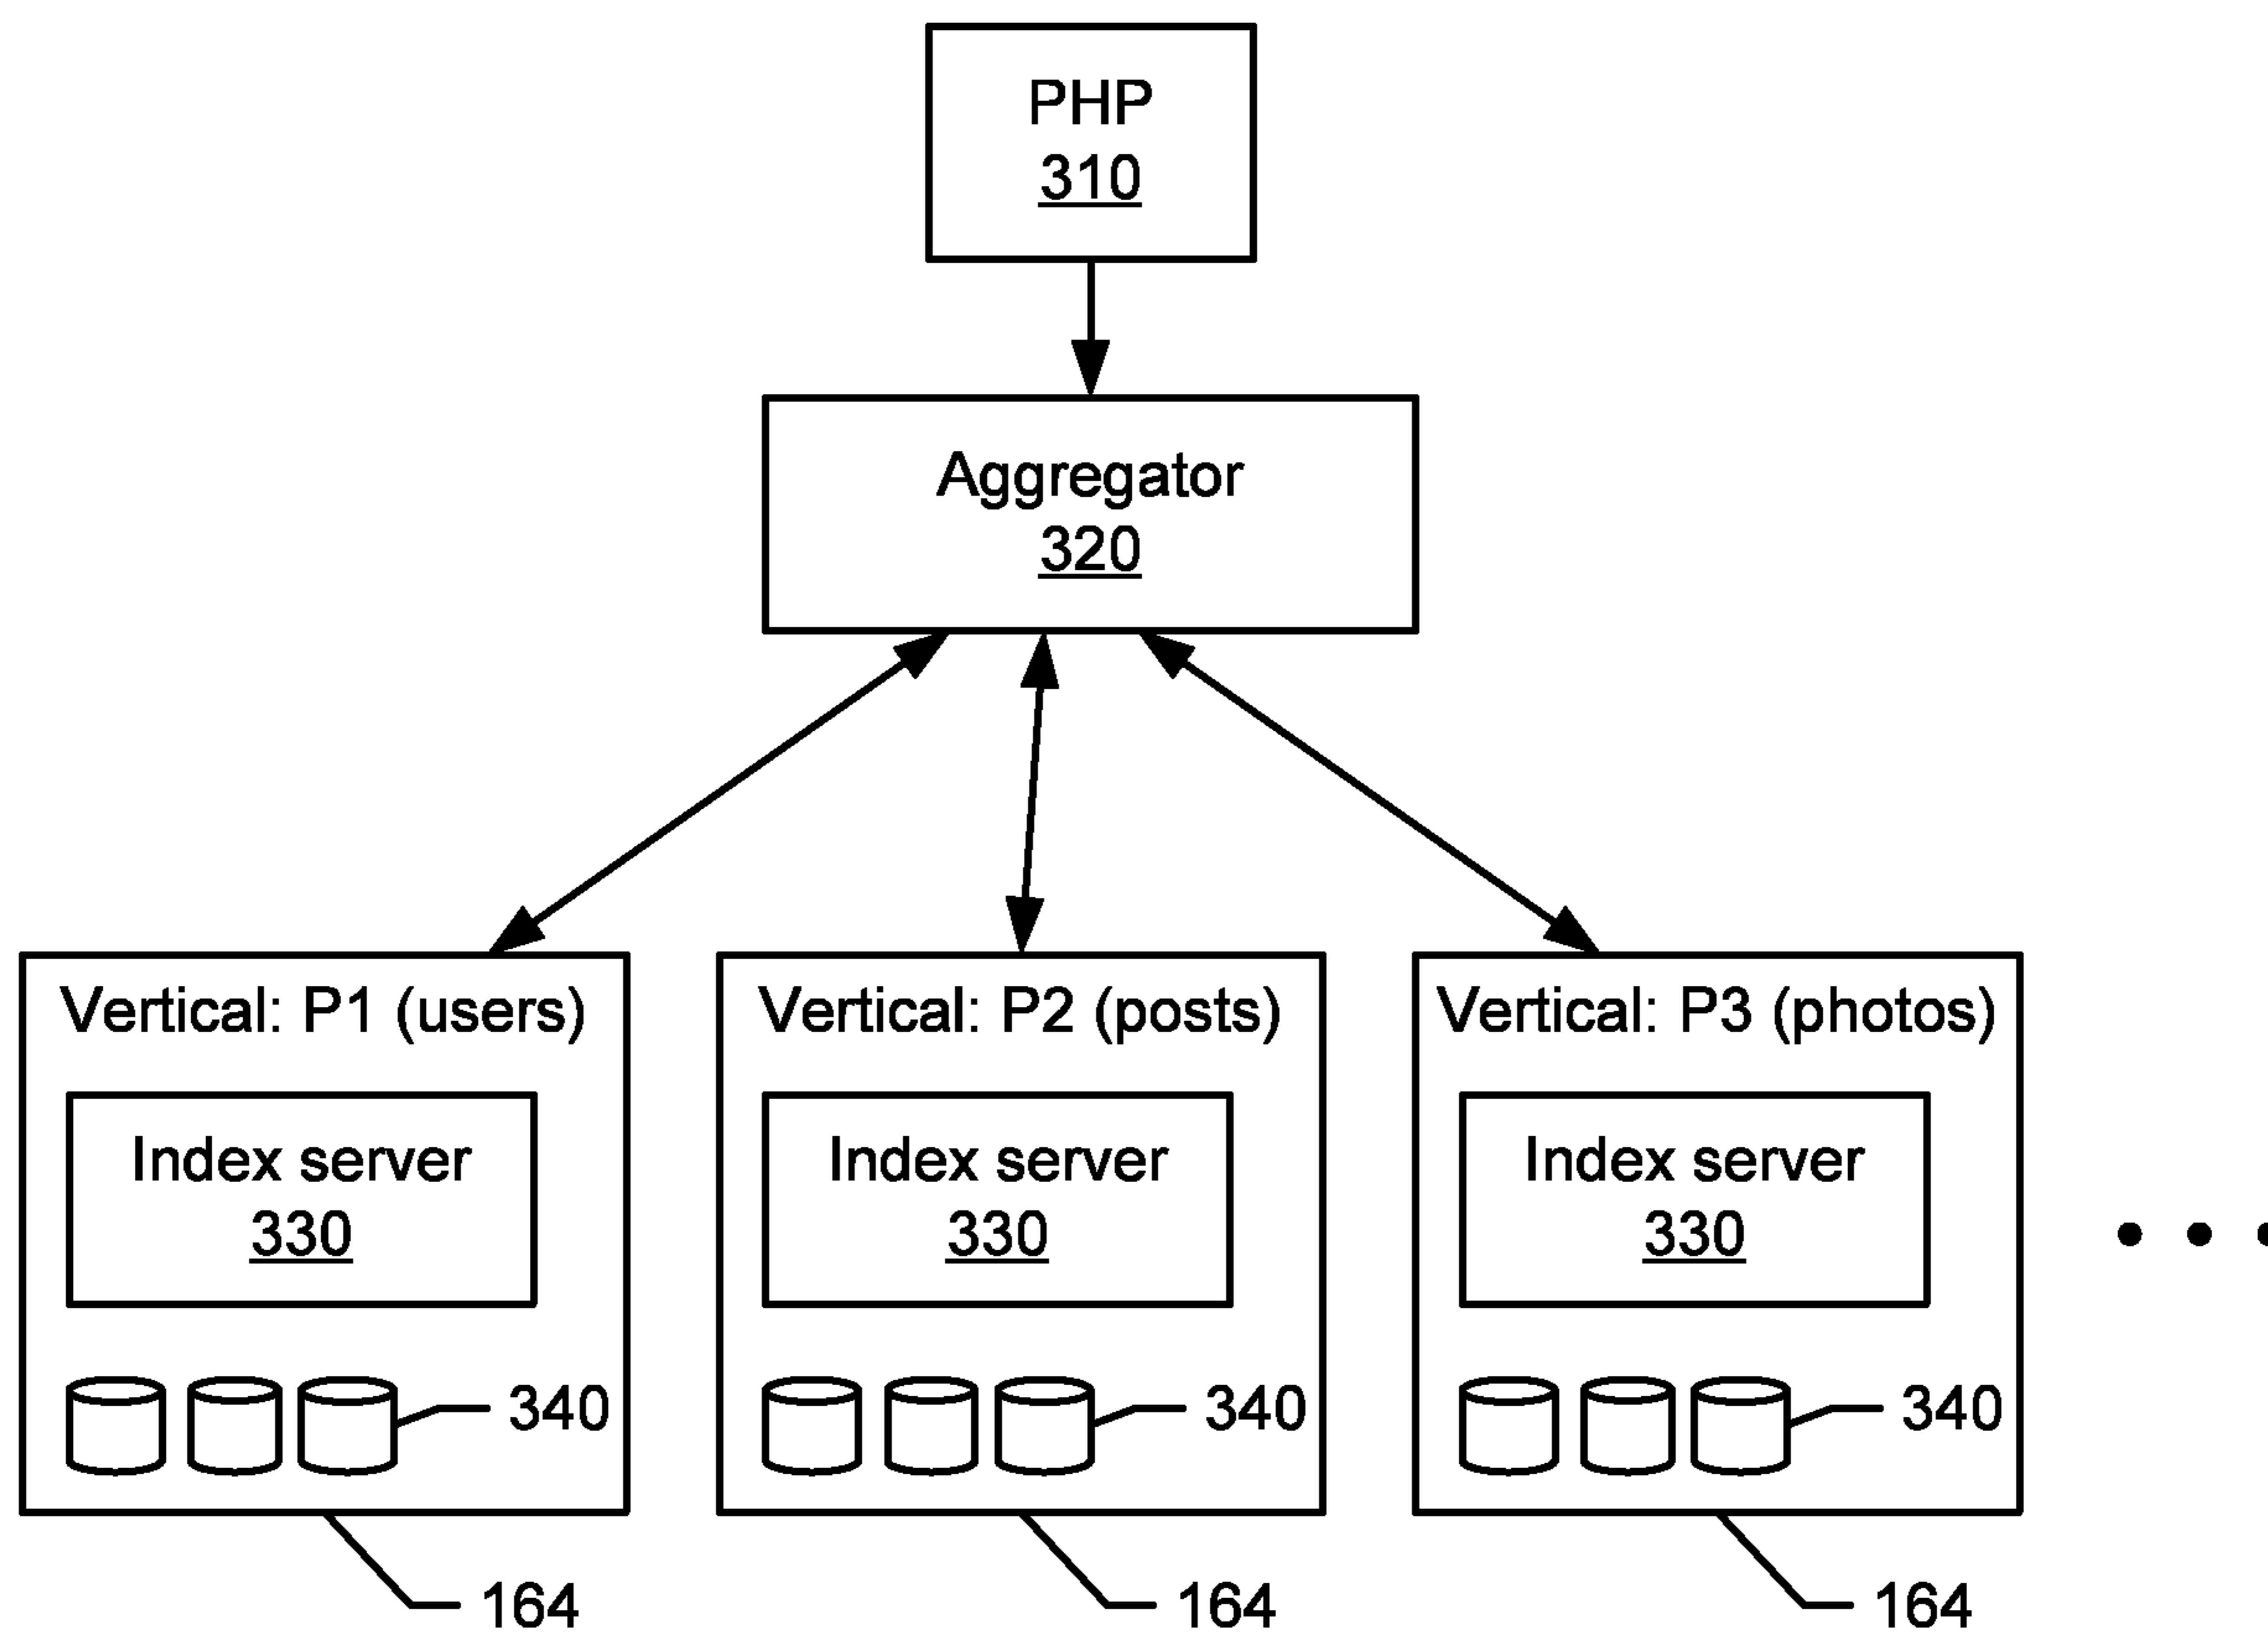 PHP
310
Aggregator
320
Vertical: P1 (users)
Vertical: P2 (posts)
Vertical: P3 (photos)
Index server
330
Index server
330
Index server
330
340
340
340
164
164
164